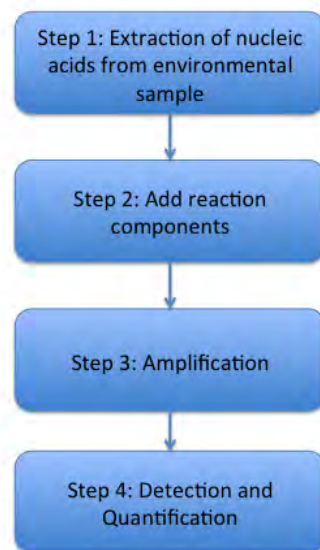 Step 1: Extraction of nucleic
acids from environmental
sample
Step 2: Add reaction
components
Step 3: Amplification
Step 4: Detection and
Quantification